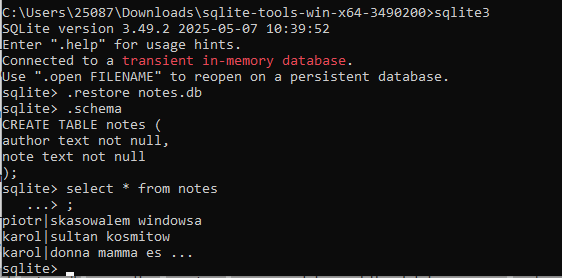 C:\Users\25087\Downloads\sqlite-tools-win-x64-3490200>sqlite3
SQLite version 3.49.2 2025-05-07 10:39:52
Enter ".help" for usage hints.
Connected to a transient in-memory database.
Use ".open FILENAME" to reopen on a persistent database.
sqlite> .restore notes.db
sqlite> .schema
CREATE TABLE notes (
author text not null,
note text not null
);
sqlite> select * from notes
   ...> ;
piotr|skasowalem windowsa
karol|sultan kosmitow
karol|donna mamma es ...
sqlite>